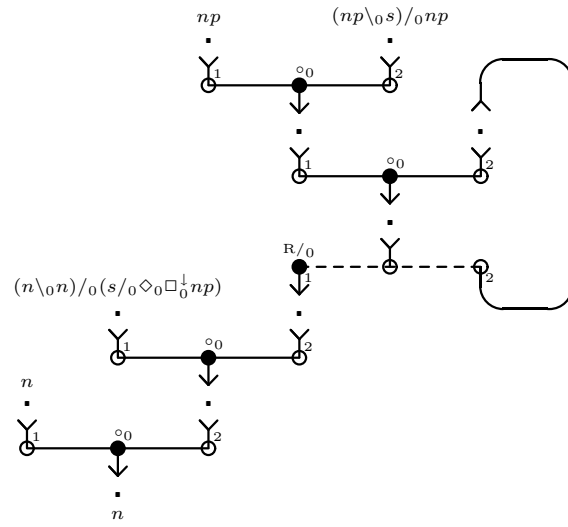 np (np\₀s)/₀np
∘₀
1 2
∘₀
1 2
R/₀
1 2
(n\₀n)/₀(s/₀◇₀□₀↓np)
∘₀
1 2
n
∘₀
1 2
n